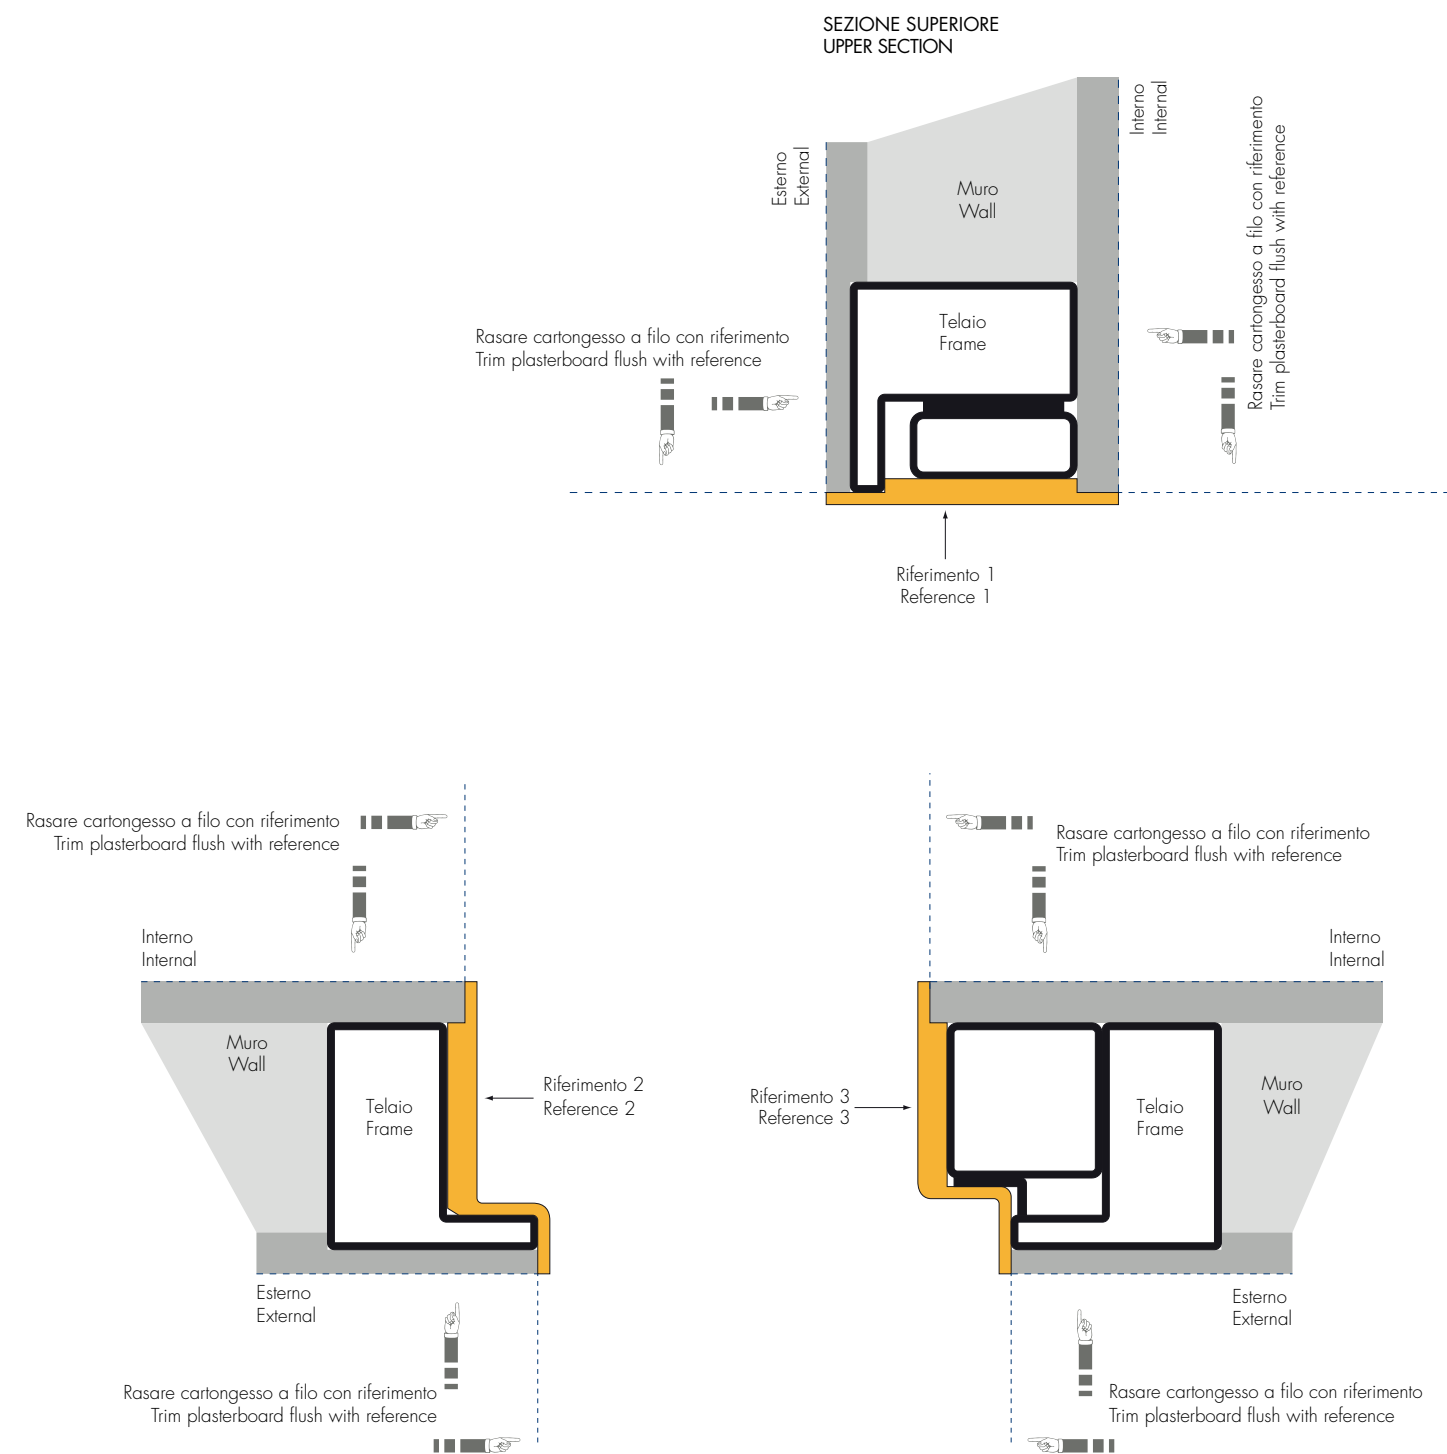 SEZIONE SUPERIORE
UPPER SECTION
Esterno
External
Interno
Internal
Muro
Wall
Rasare cartongesso a filo con riferimento
Trim plasterboard flush with reference
Telaio
Frame
Rasare cartongesso a filo con riferimento
Trim plasterboard flush with reference
Riferimento 1
Reference 1
Rasare cartongesso a filo con riferimento
Trim plasterboard flush with reference
Interno
Internal
Muro
Wall
Telaio
Frame
Riferimento 2
Reference 2
Esterno
External
Rasare cartongesso a filo con riferimento
Trim plasterboard flush with reference
Rasare cartongesso a filo con riferimento
Trim plasterboard flush with reference
Interno
Internal
Riferimento 3
Reference 3
Telaio
Frame
Muro
Wall
Esterno
External
Rasare cartongesso a filo con riferimento
Trim plasterboard flush with reference